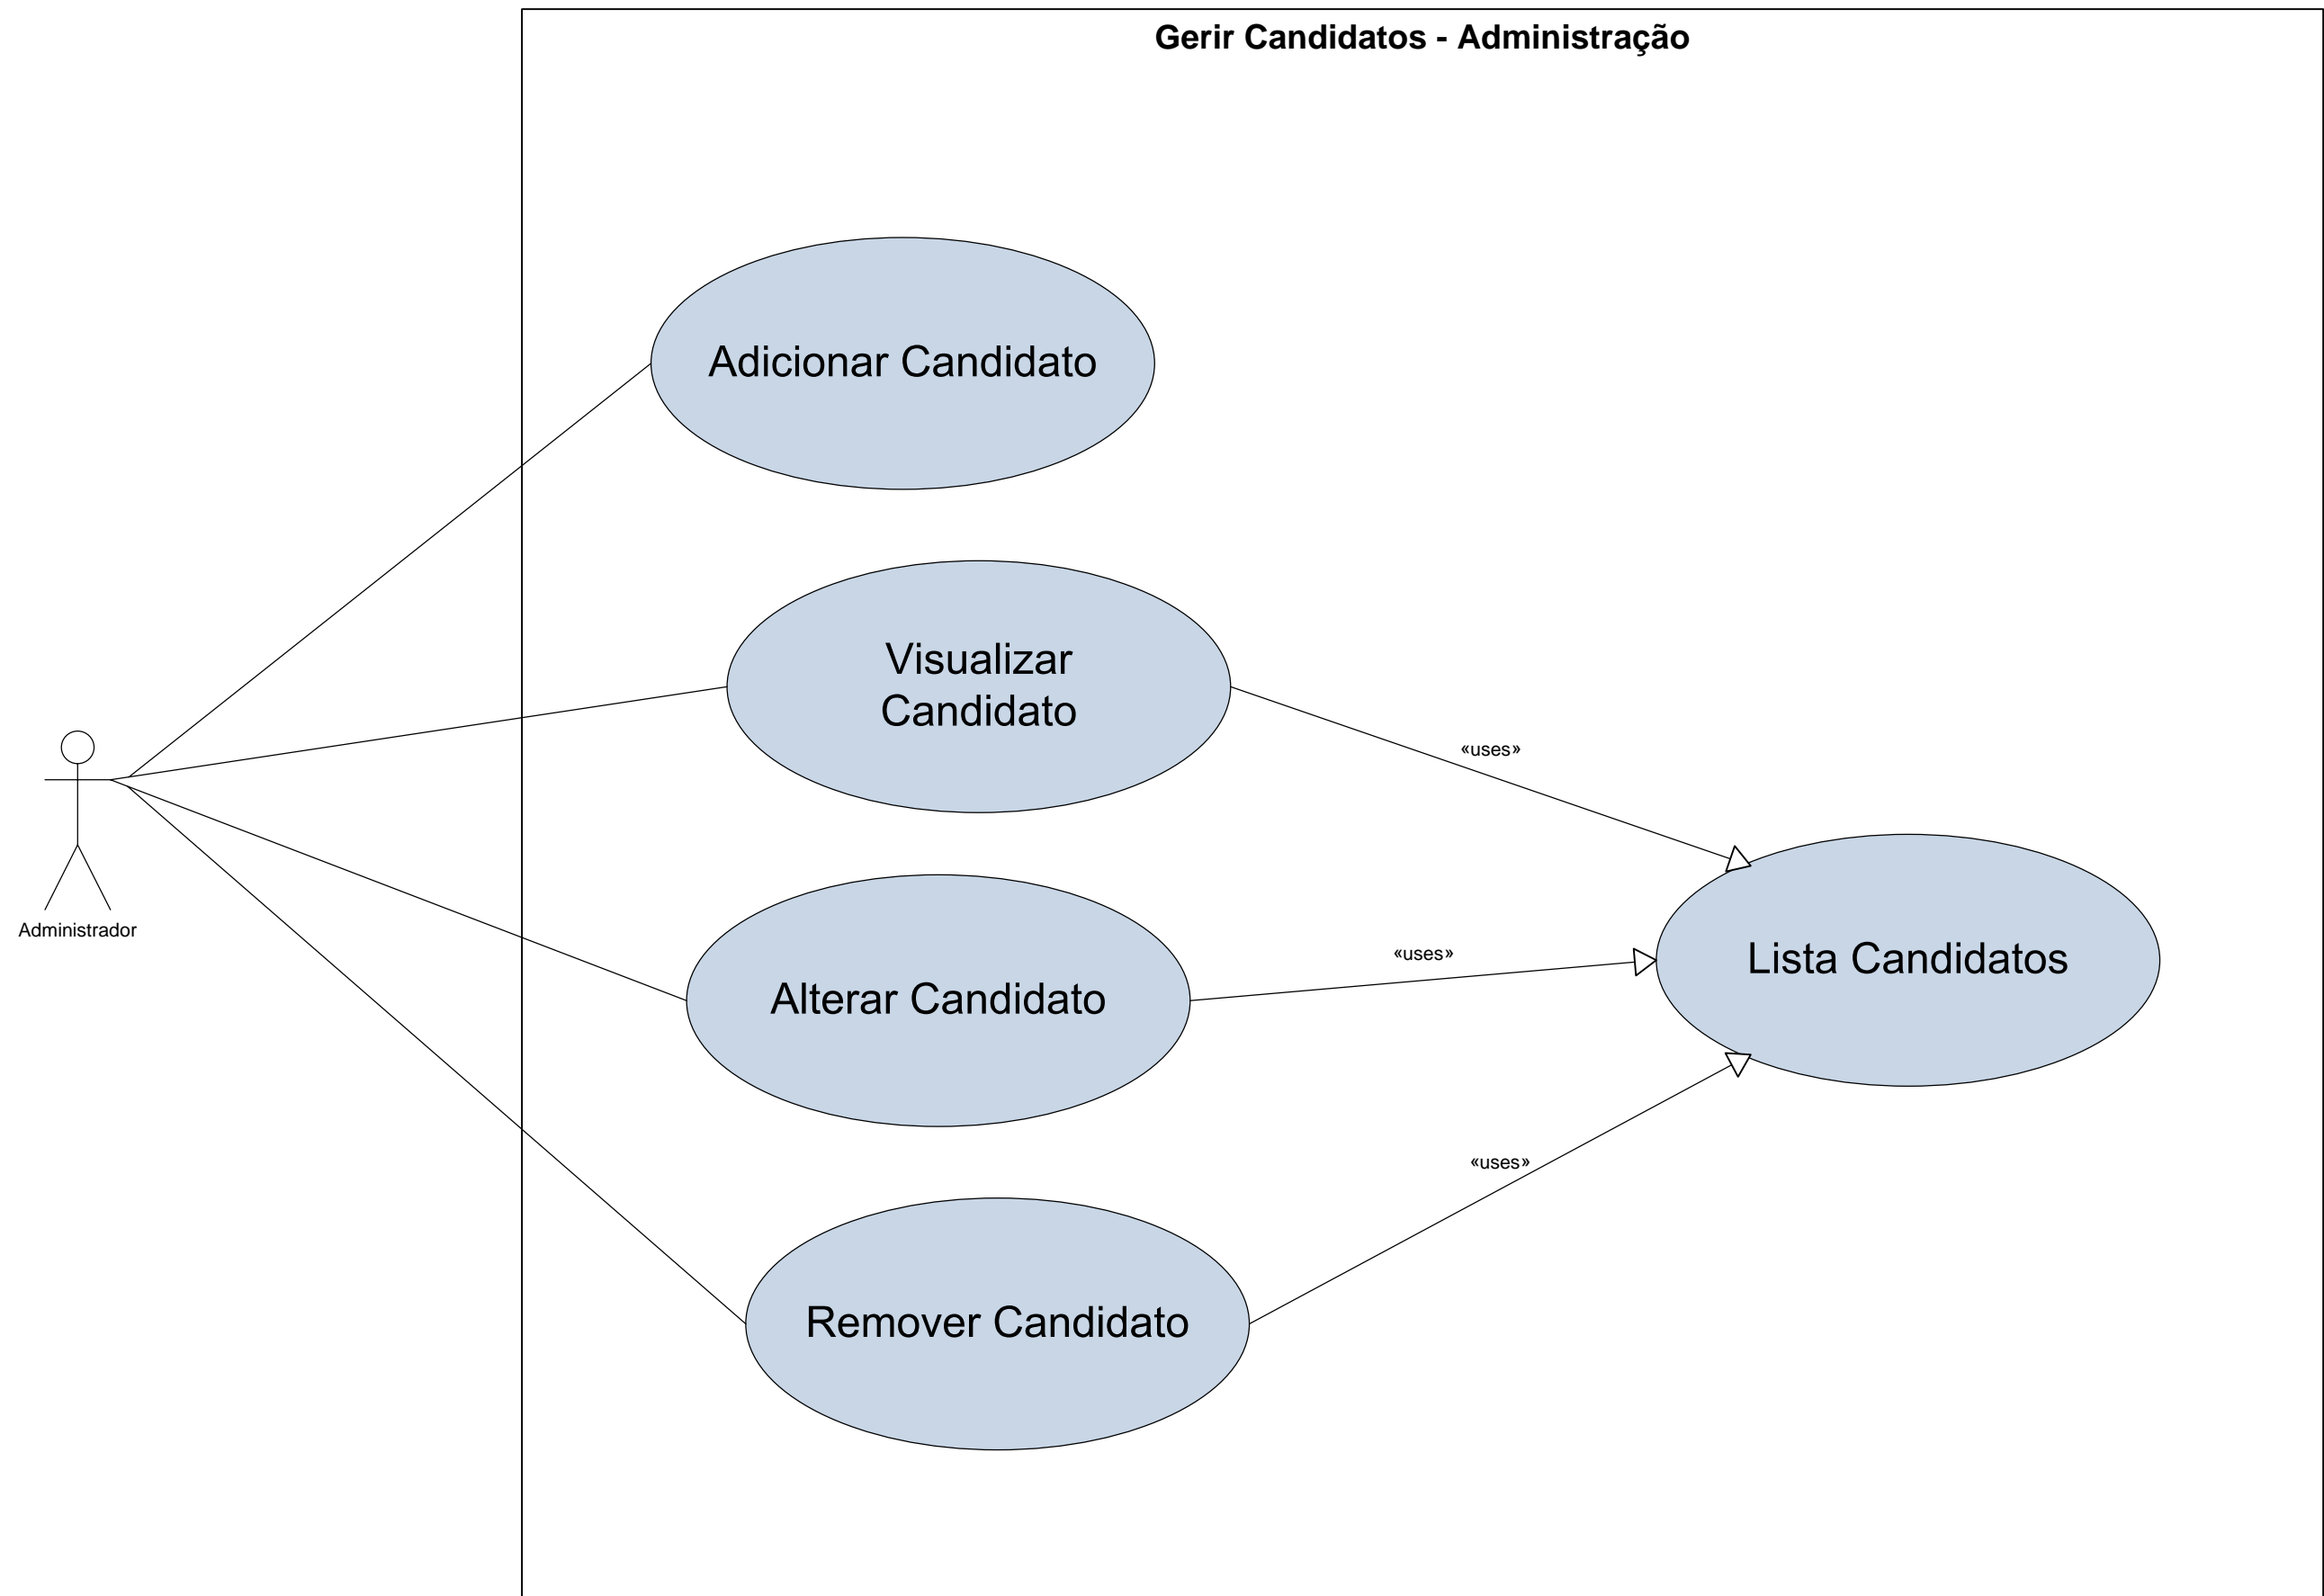 Gerir Candidatos - Administração
Adicionar Candidato
Visualizar
Candidato
«uses»
Administrador
Alterar Candidato
«uses»
Lista Candidatos
«uses»
Remover Candidato